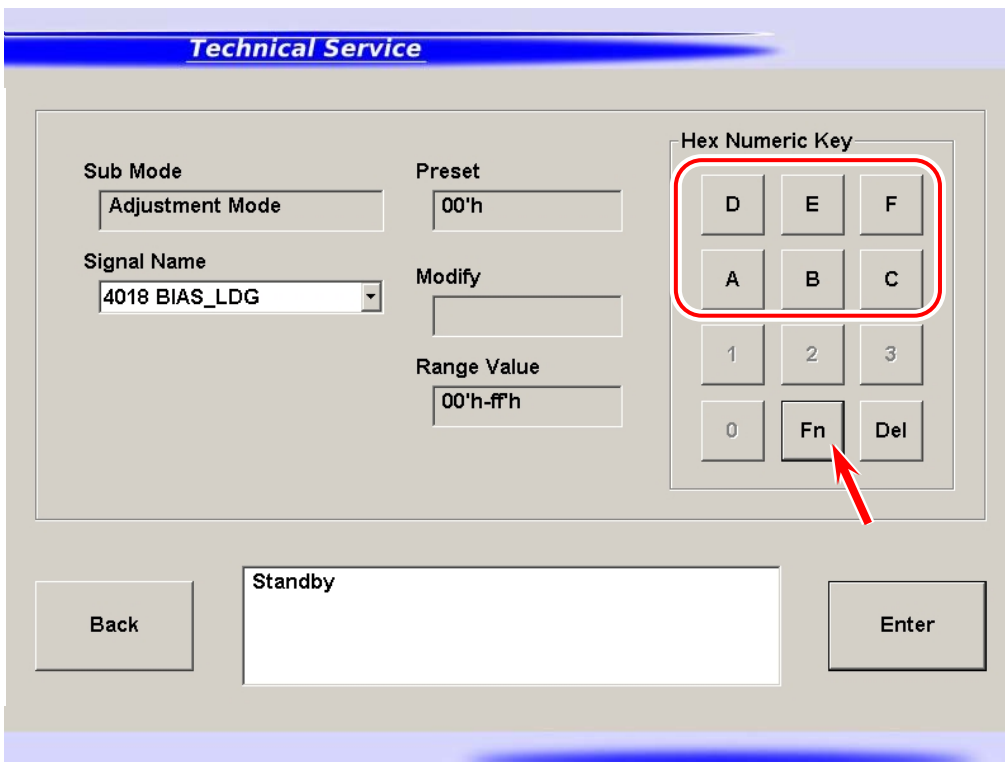 Technical Service
Hex Numeric Key
Sub Mode
Adjustment Mode
Signal Name
4018 BIAS_LDG
Preset
00'h
Modify
Range Value
00'h-ff'h
D E F
A B C
1 2 3
0 Fn Del
Back
Standby
Enter